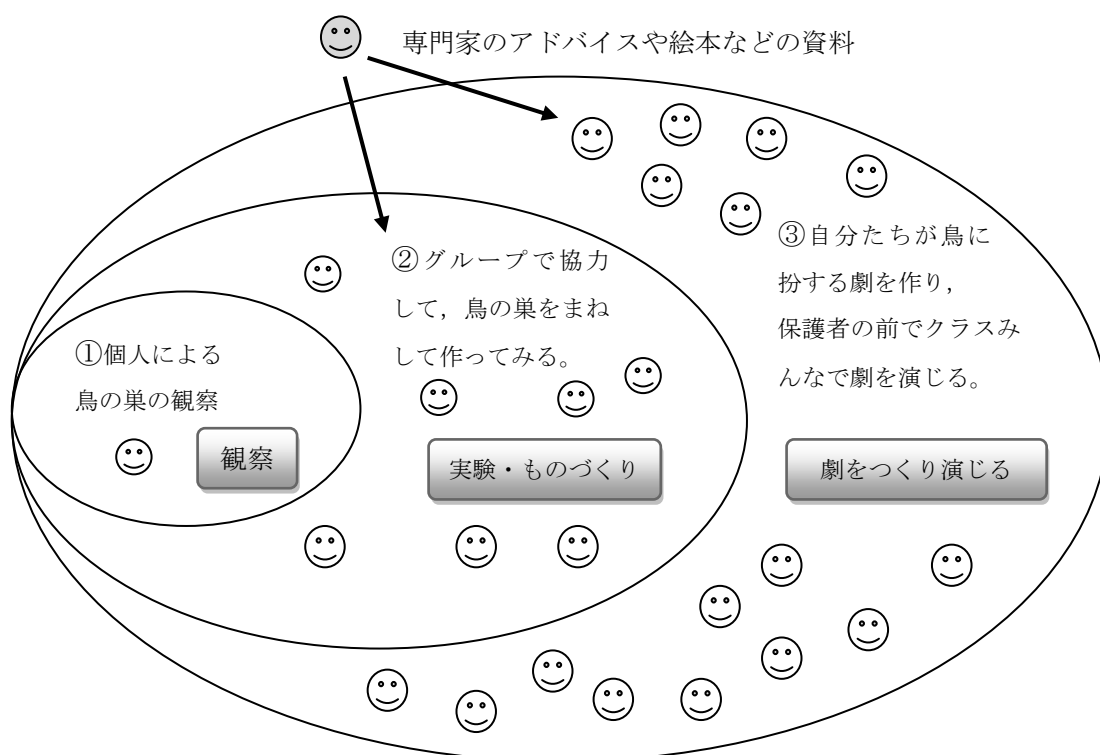 専門家のアドバイスや絵本などの資料
①個人による
鳥の巣の観察
観察
②グループで協力
して，鳥の巣をまね
して作ってみる。
実験・ものづくり
③自分たちが鳥に
扮する劇を作り，
保護者の前でクラスみ
んなで劇を演じる。
劇をつくり演じる